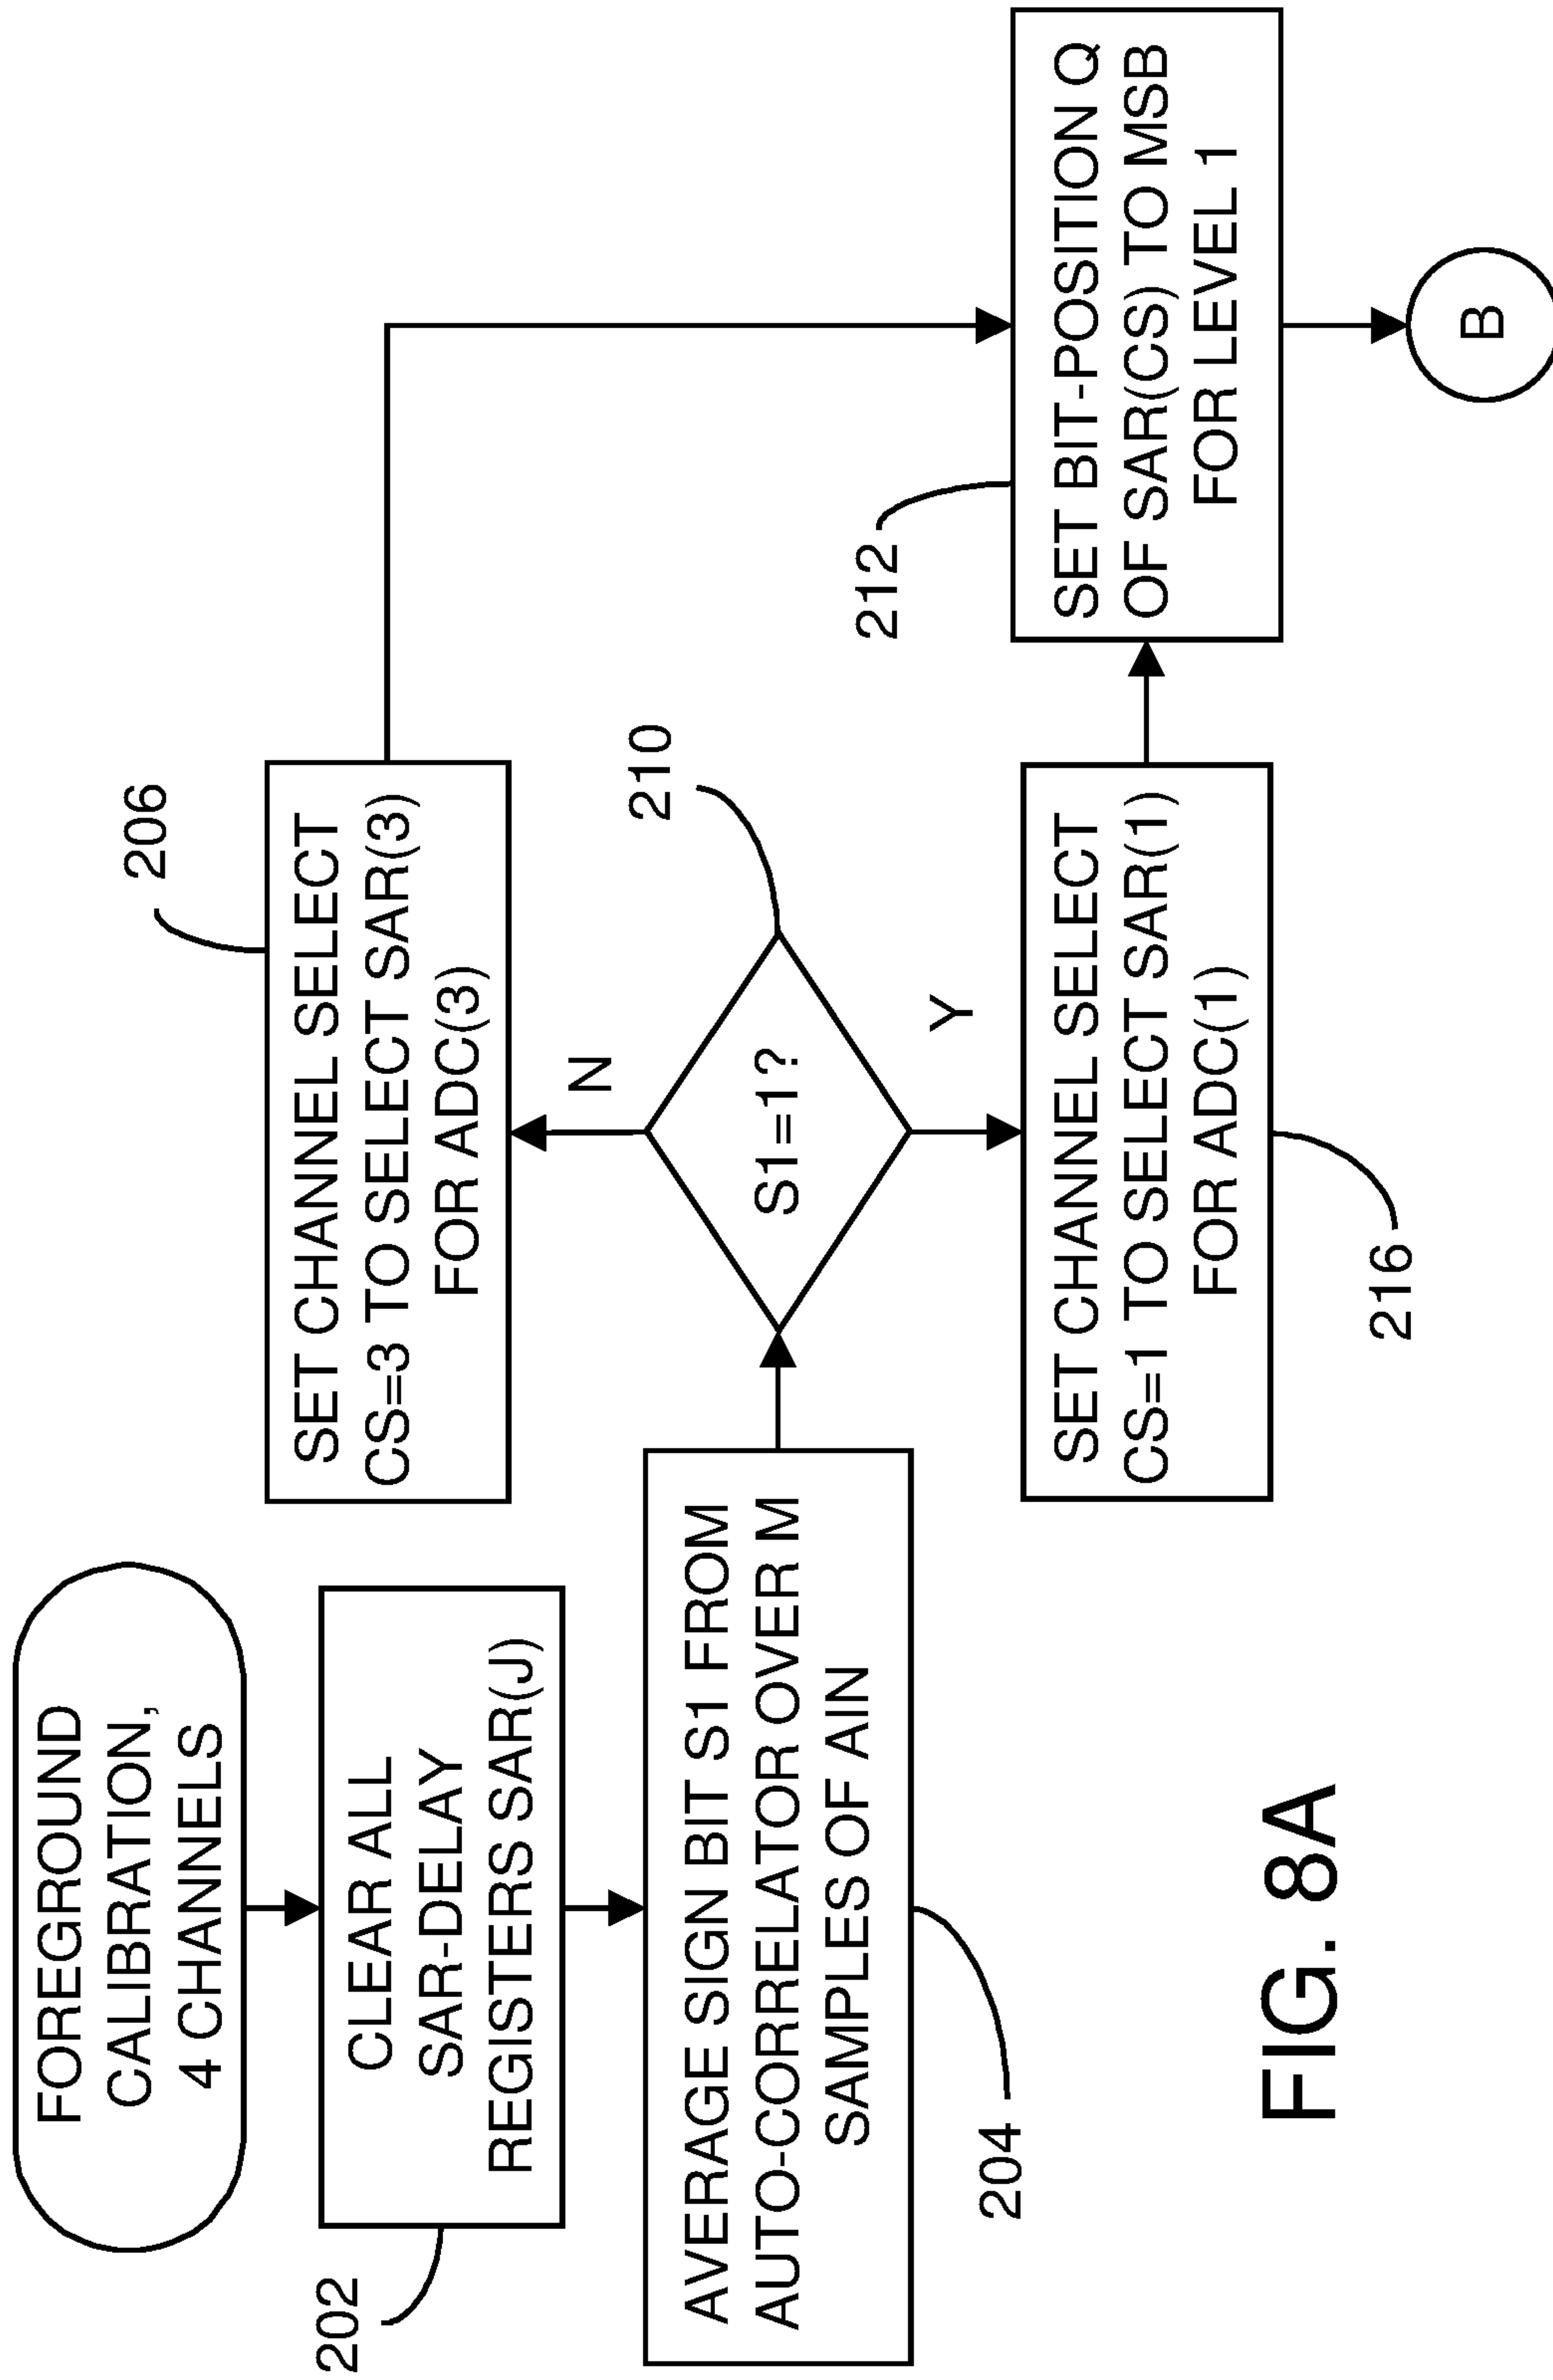 FOREGROUND
CALIBRATION,
4 CHANNELS
202
CLEAR ALL
SAR-DELAY
REGISTERS SAR(J)
AVERAGE SIGN BIT S1 FROM
AUTO-CORRELATOR OVER M
SAMPLES OF AIN
204
206
SET CHANNEL SELECT
CS=3 TO SELECT SAR(3)
FOR ADC(3)
N
210
S1=1 ?
Y
SET CHANNEL SELECT
CS=1 TO SELECT SAR(1)
FOR ADC(1)
216
212
SET BIT-POSITION Q
OF SAR(CS) TO MSB
FOR LEVEL 1
B
FIG. 8A